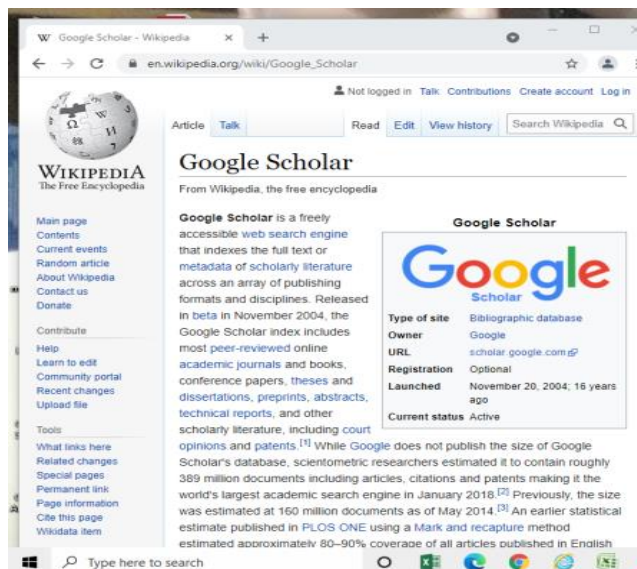 Google Scholar - Wikipedia
en.wikipedia.org/wiki/Google_Scholar
Not logged in Talk Contributions Create account Log in
Article Talk Read Edit View history Search Wikipedia
WIKIPEDIA
The Free Encyclopedia
Main page
Contents
Current events
Random article
About Wikipedia
Contact us
Donate
Contribute
Help
Learn to edit
Community portal
Recent changes
Upload file
Tools
What links here
Related changes
Special pages
Permanent link
Page information
Cite this page
Wikidata item
Google Scholar
From Wikipedia, the free encyclopedia
Google Scholar is a freely
accessible web search engine
that indexes the full text or
metadata of scholarly literature
across an array of publishing
formats and disciplines. Released
in beta in November 2004, the
Google Scholar index includes
most peer-reviewed online
academic journals and books,
conference papers, theses and
dissertations, preprints, abstracts,
technical reports, and other
scholarly literature, including court
opinions and patents.[1] While Google does not publish the size of Google
Scholar's database, scientometric researchers estimated it to contain roughly
389 million documents including articles, citations and patents making it the
world's largest academic search engine in January 2018.[2] Previously, the size
was estimated at 160 million documents as of May 2014.[3] An earlier statistical
estimate published in PLOS ONE using a Mark and recapture method
estimated approximately 80–90% coverage of all articles published in English
Google Scholar
Google
Scholar
Type of site Bibliographic database
Owner Google
URL scholar.google.com
Registration Optional
Launched November 20, 2004; 16 years
ago
Current status Active
Type here to search